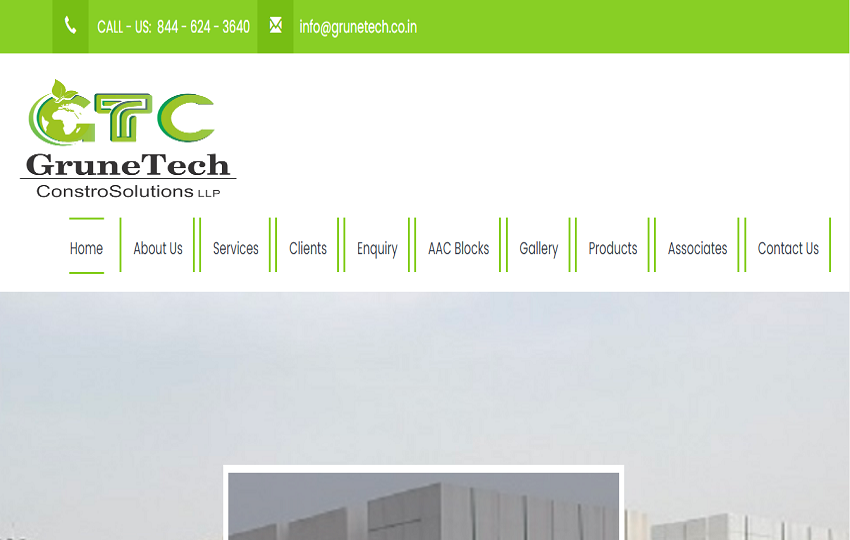 CALL - US: 844 - 624 - 3640 info@grunetech.co.in
GTC
GruneTech
ConstroSolutions LLP
Home About Us Services Clients Enquiry AAC Blocks Gallery Products Associates Contact Us